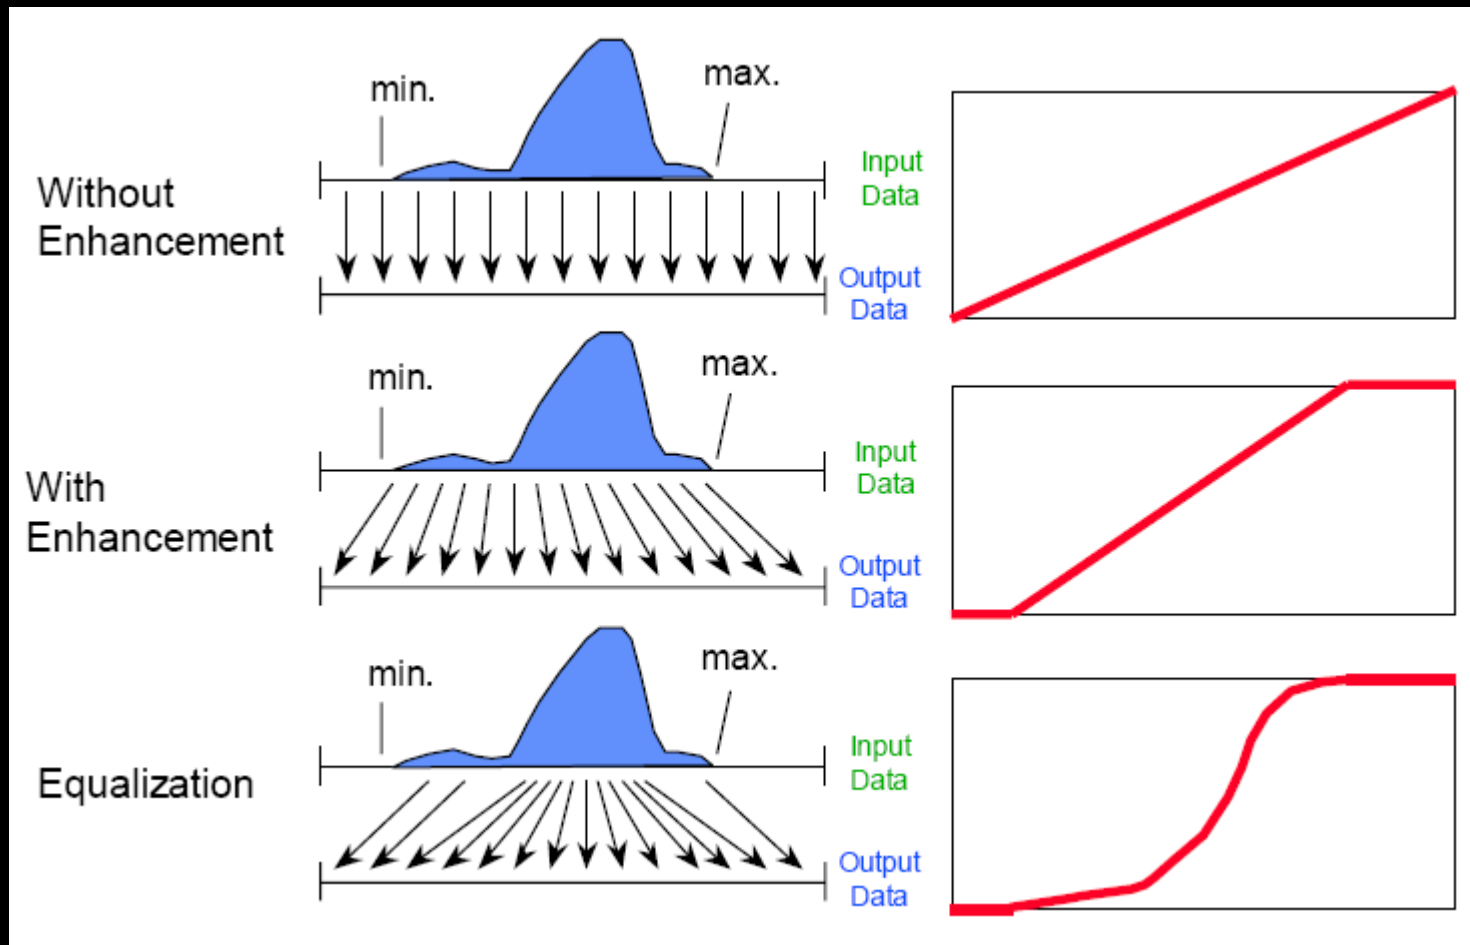 min.
max.
Without
Enhancement
Input
Data
Output
Data
min.
max.
With
Enhancement
Input
Data
Output
Data
min.
max.
Equalization
Input
Data
Output
Data